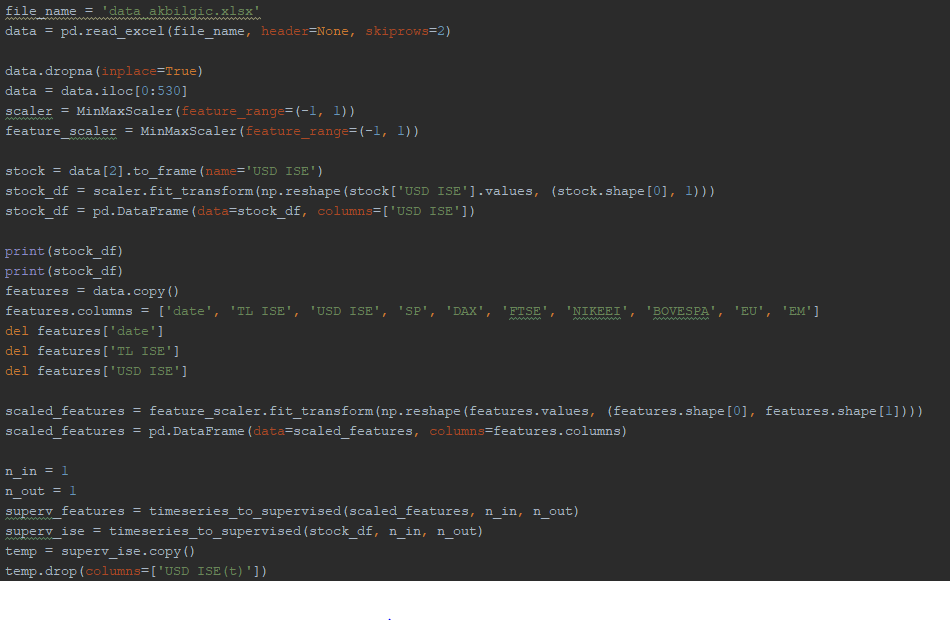 file_name = 'data_akbilgic.xlsx'
data = pd.read_excel(file_name, header=None, skiprows=2)
data.dropna(inplace=True)
data = data.iloc[0:530]
scaler = MinMaxScaler(feature_range=(-1, 1))
feature_scaler = MinMaxScaler(feature_range=(-1, 1))
stock = data[2].to_frame(name='USD ISE')
stock_df = scaler.fit_transform(np.reshape(stock['USD ISE'].values, (stock.shape[0], 1)))
stock_df = pd.DataFrame(data=stock_df, columns=['USD ISE'])
print(stock_df)
print(stock_df)
features = data.copy()
features.columns = ['date', 'TL ISE', 'USD ISE', 'SP', 'DAX', 'FTSE', 'NIKEEI', 'BOVESPA', 'EU', 'EM']
del features['date']
del features['TL ISE']
del features['USD ISE']
scaled_features = feature_scaler.fit_transform(np.reshape(features.values, (features.shape[0], features.shape[1])))
scaled_features = pd.DataFrame(data=scaled_features, columns=features.columns)
n_in = 1
n_out = 1
superv_features = timeseries_to_supervised(scaled_features, n_in, n_out)
superv_ise = timeseries_to_supervised(stock_df, n_in, n_out)
temp = superv_ise.copy()
temp.drop(columns=['USD ISE(t)'])